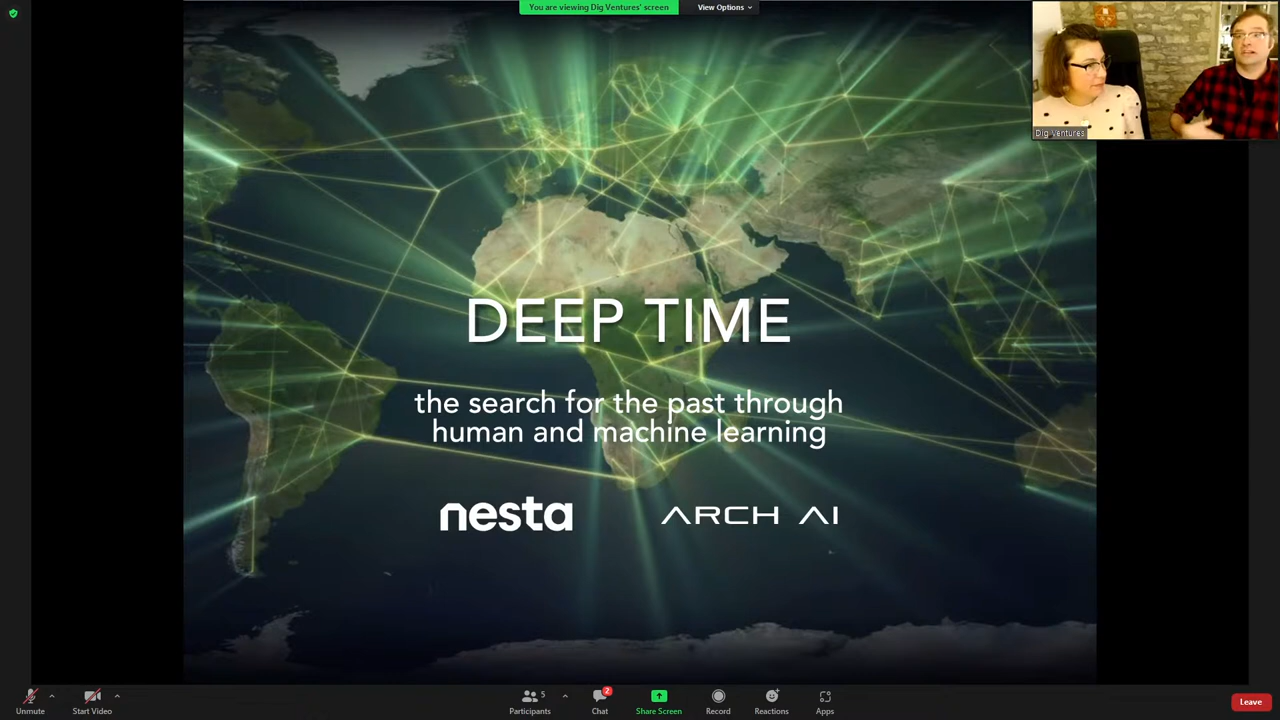 You are viewing Dig Ventures' screen
View Options
Dig Ventures
DEEP TIME
the search for the past through
human and machine learning
nesta
ARCH AI
Unmute
Start Video
5
Participants
2
Chat
Share Screen
Record
Reactions
Apps
Leave